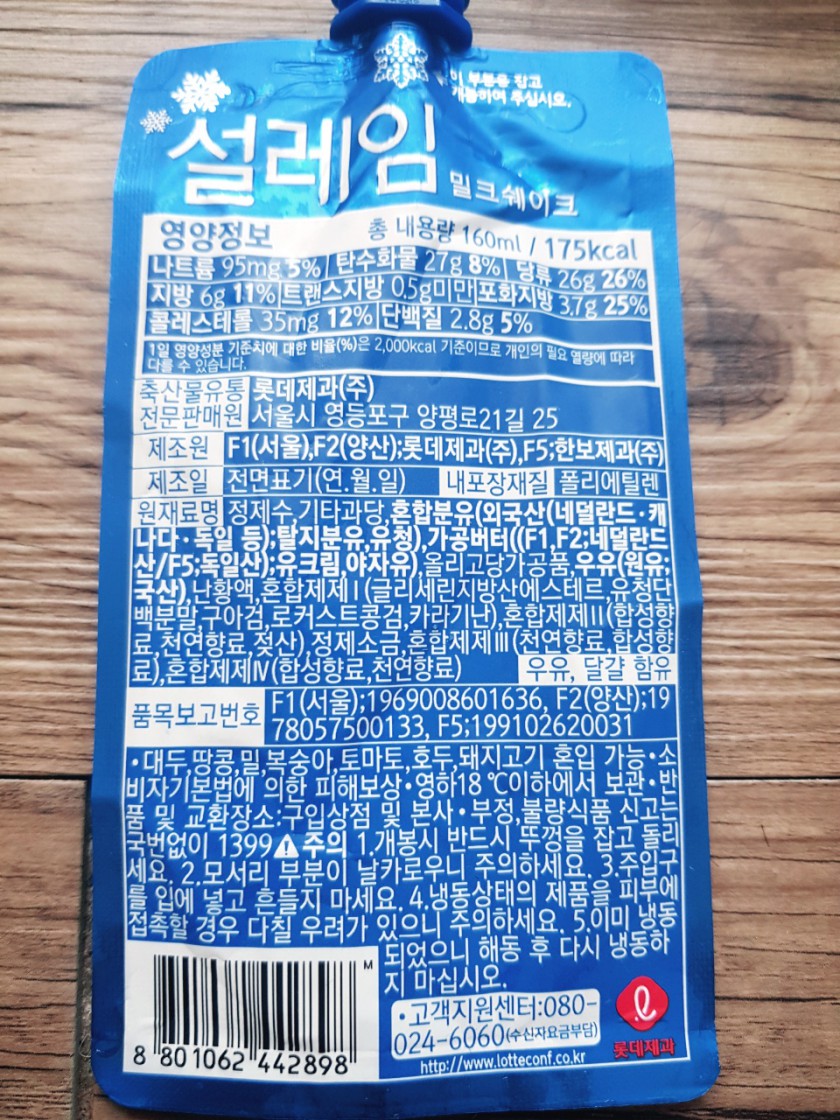 이 부분을 잡고
개봉하여 주십시오.
설레임
밀크쉐이크
영양정보 총 내용량 160ml / 175kcal
나트륨 95mg 5% 탄수화물 27g 8% 당류 26g 26%
지방 6g 11% 트랜스지방 0.5g미만 포화지방 3.7g 25%
콜레스테롤 35mg 12% 단백질 2.8g 5%
1일 영양성분 기준치에 대한 비율(%)은 2,000kcal 기준이므로 개인의 필요 열량에 따라
다를 수 있습니다.
축산물유통 롯데제과(주)
전문판매원 서울시 영등포구 양평로21길 25
제조원 F1(서울),F2(양산);롯데제과(주),F5;한보제과(주)
제조일 전면표기(연.월.일) 내포장재질 폴리에틸렌
원재료명 정제수,기타과당,혼합분유(외국산(네덜란드·캐
나다·독일 등);탈지분유,유청),가공버터((F1,F2;네덜란드
산/F5;독일산);유크림,야자유),올리고당가공품,우유(원유;
국산),난황액,혼합제제Ⅰ(글리세린지방산에스테르,유청단
백분말,구아검,로커스트콩검,카라기난),혼합제제Ⅱ(합성향
료,천연향료,젖산),정제소금,혼합제제Ⅲ(천연향료,합성향
료),혼합제제Ⅳ(합성향료,천연향료) 우유, 달걀 함유
품목보고번호 F1(서울);1969008601636, F2(양산);19
78057500133, F5;199102620031
•대두,땅콩,밀,복숭아,토마토,호두,돼지고기 혼입 가능•소
비자기본법에 의한 피해보상•영하18℃이하에서 보관•반
품 및 교환장소:구입상점 및 본사•부정,불량식품 신고는
국번없이 1399 주의 1.개봉시 반드시 뚜껑을 잡고 돌리
세요. 2.모서리 부분이 날카로우니 주의하세요. 3.주입구
를 입에 넣고 흔들지 마세요. 4.냉동상태의 제품을 피부에
접촉할 경우 다칠 우려가 있으니 주의하세요. 5.이미 냉동
되었으니 해동 후 다시 냉동하
지 마십시오.
M
•고객지원센터:080-
024-6060(수신자요금부담)
롯데제과
8 801062 442898
http://www.lotteconf.co.kr